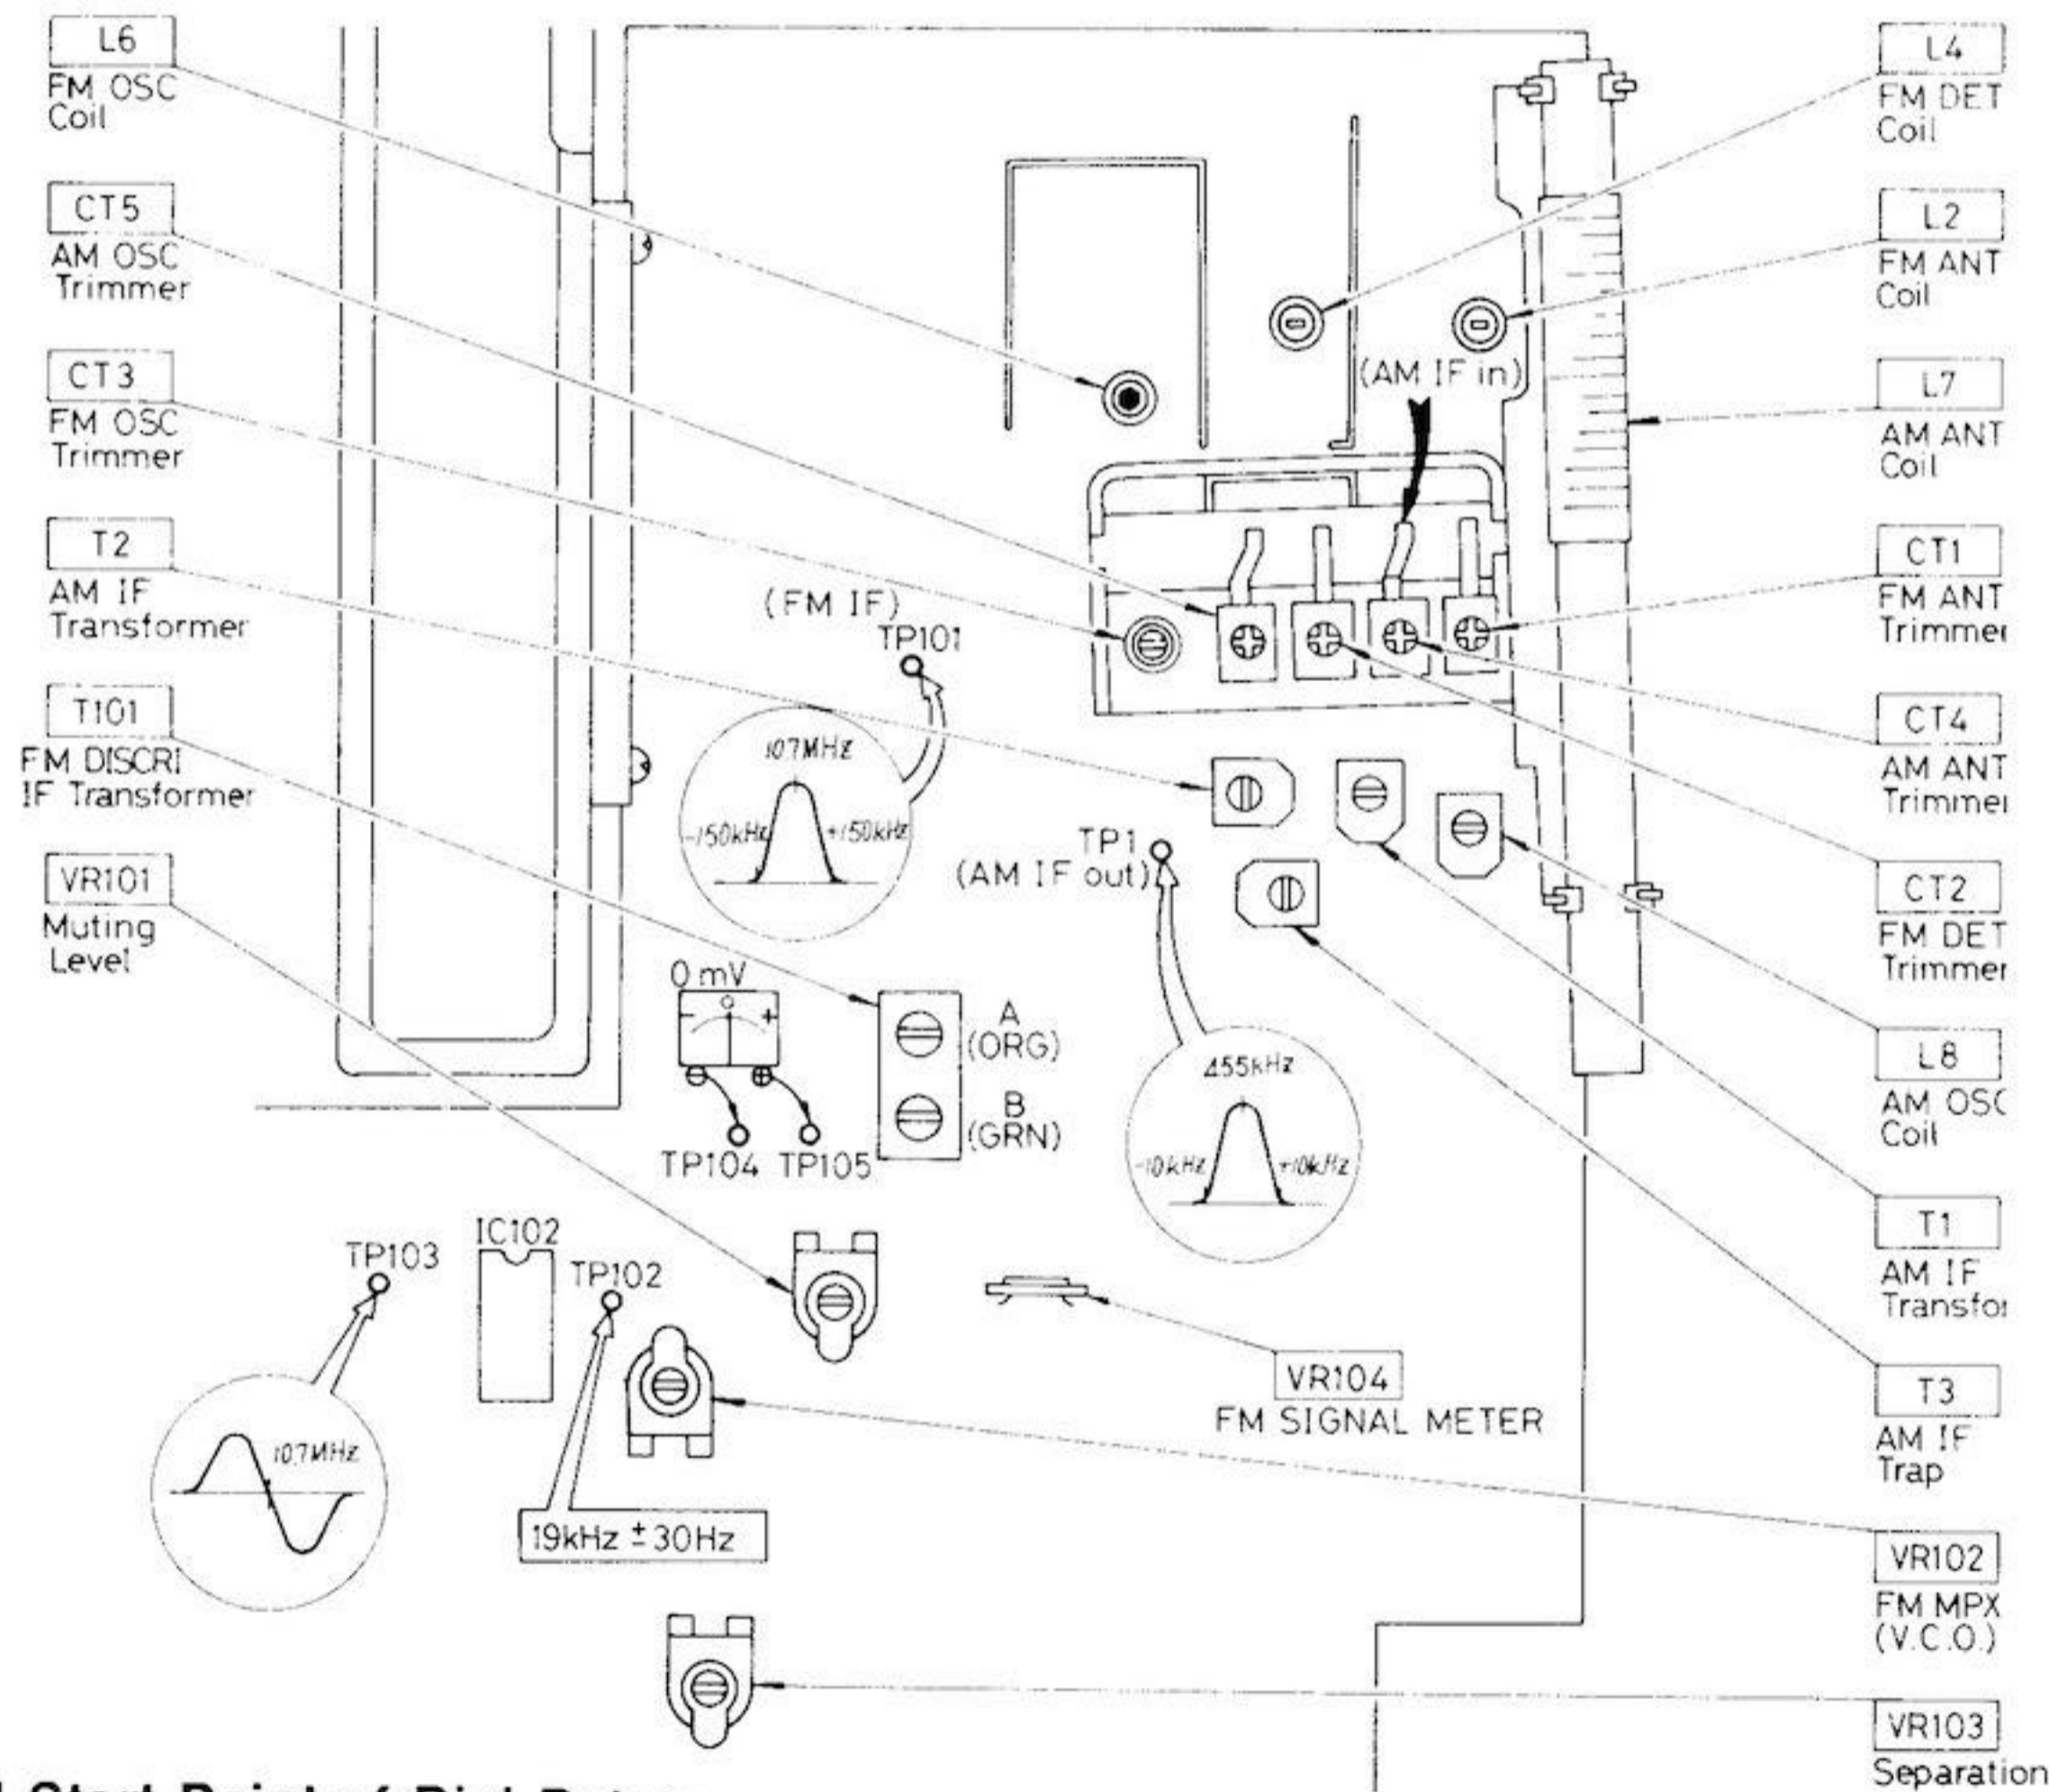 L6
FM OSC
Coil
CT5
AM OSC
Trimmer
CT3
FM OSC
Trimmer
T2
AM IF
Transformer
T101
FM DISCRI
IF Transformer
VR101
Muting
Level
(AM IF in)
(FM IF)
TP101
10.7MHz
-150kHz
+150kHz
TP1
(AM IF out)
0 mV
- O +
A
(ORG)
B
(GRN)
TP104 TP105
455kHz
-10kHz
+10kHz
TP103
IC102
TP102
10.7MHz
19kHz ±30Hz
VR104
FM SIGNAL METER
L4
FM DET
Coil
L2
FM ANT
Coil
L7
AM ANT
Coil
CT1
FM ANT
Trimmer
CT4
AM ANT
Trimmer
CT2
FM DET
Trimmer
L8
AM OSC
Coil
T1
AM IF
Transfor
T3
AM IF
Trap
VR102
FM MPX
(V.C.O.)
VR103
Separation
Start Point of Dial